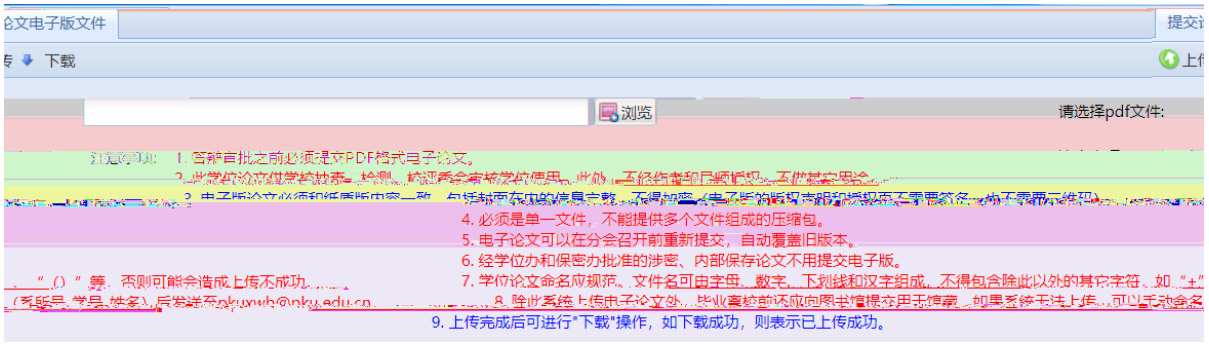 论文电子版文件
提交
传 下载
上传
浏览
请选择pdf文件:
注意事项: 1. 答辩审批之前必须提交PDF格式电子论文。
2. 此学位论文供学校抽查、检测、校评委会审核学位使用，此外，不经作者和导师授权，不做其它用途。
3. 电子版论文必须和纸质版内容一致，包括封面在内的信息完整，不得加密（电子版的版权声明和授权页不需要签名，也不需要二维码）
4. 必须是单一文件，不能提供多个文件组成的压缩包。
5. 电子论文可以在分会召开前重新提交，自动覆盖旧版本。
6. 经学位办和保密办批准的涉密、内部保存论文不用提交电子版。
7. 学位论文命名应规范。文件名可由字母、数字、下划线和汉字组成，不得包含除此以外的其它字符，如 "+"
"（）"等，否则可能会造成上传不成功。
8. 除此系统上传电子论文外，毕业离校前还应向图书馆提交用于馆藏，如果系统无法上传，可以手动命名
（系所号_学号_姓名）后发送至pkuxwb@pku.edu.cn。
9. 上传完成后可进行"下载"操作，如下载成功，则表示已上传成功。